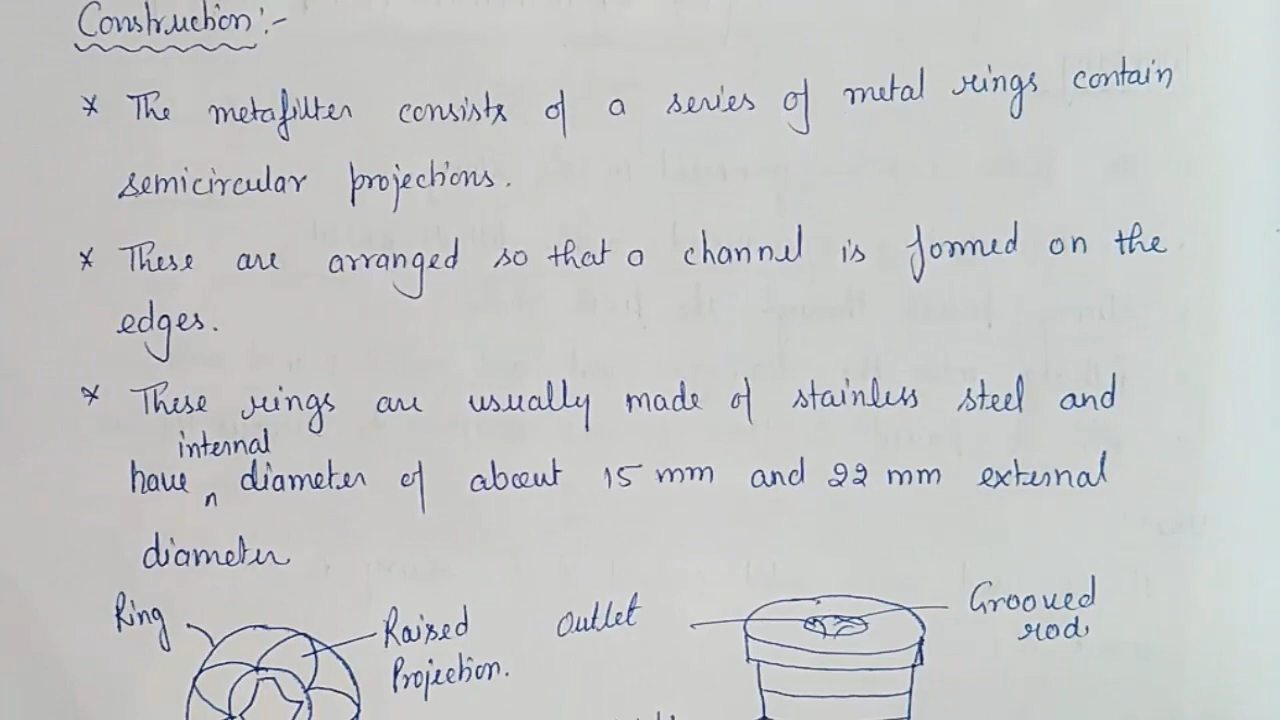 Construction :-
* The metafilter consists of a series of metal rings contain
semicircular projections.
* These are arranged so that a channel is formed on the
edges.
* These rings are usually made of stainless steel and
internal
have ∧ diameter of about 15 mm and 22 mm external
diameter
Ring
Raised
Projection.
Outlet
Grooved
rod